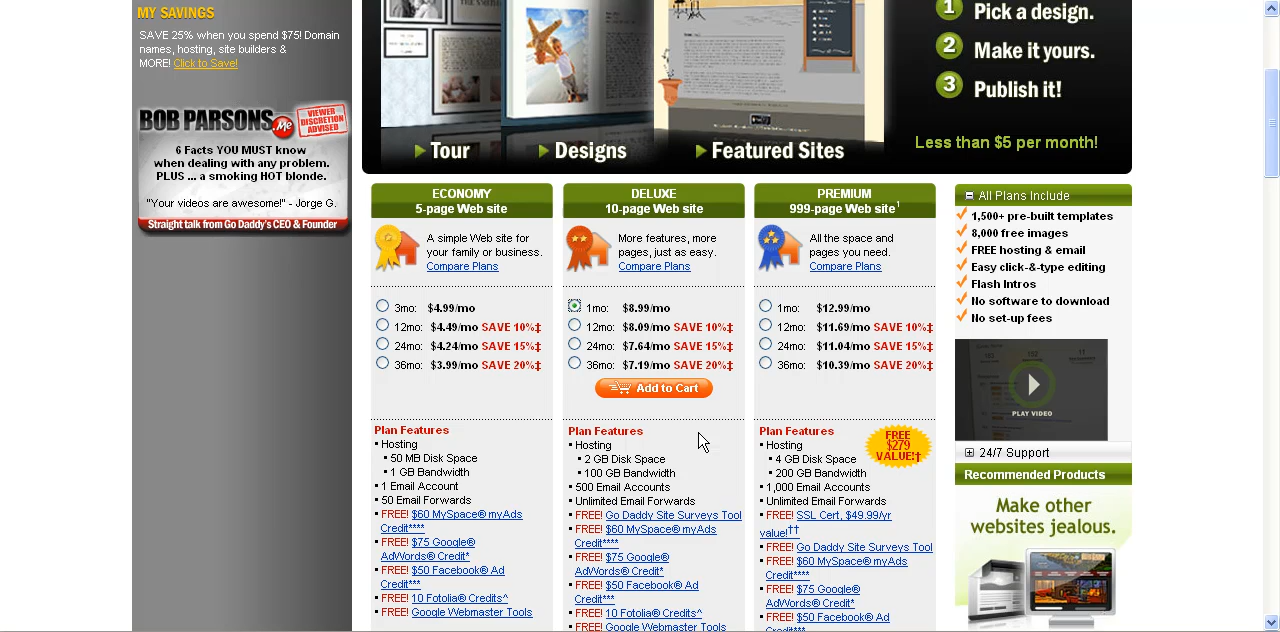 MY SAVINGS
SAVE 25% when you spend $75! Domain
names, hosting, site builders &
MORE! Click to Save!
BOB PARSONS.Me
VIEWER
DISCRETION
ADVISED
6 Facts YOU MUST know
when dealing with any problem.
PLUS ... a smoking HOT blonde.
"Your videos are awesome!" - Jorge G.
Straight talk from Go Daddy's CEO & Founder
Tour
Designs
Featured Sites
1 Pick a design.
2 Make it yours.
3 Publish it!
Less than $5 per month!
ECONOMY
5-page Web site
A simple Web site for
your family or business.
Compare Plans
3mo: $4.99/mo
12mo: $4.49/mo SAVE 10%‡
24mo: $4.24/mo SAVE 15%‡
36mo: $3.99/mo SAVE 20%‡
Plan Features
• Hosting
• 50 MB Disk Space
• 1 GB Bandwidth
• 1 Email Account
• 50 Email Forwards
• FREE! $60 MySpace® myAds
Credit****
• FREE! $75 Google®
AdWords® Credit*
• FREE! $50 Facebook® Ad
Credit***
• FREE! 10 Fotolia® Credits^
• FREE! Google Webmaster Tools
DELUXE
10-page Web site
More features, more
pages, just as easy.
Compare Plans
1mo: $8.99/mo
12mo: $8.09/mo SAVE 10%‡
24mo: $7.64/mo SAVE 15%‡
36mo: $7.19/mo SAVE 20%‡
Add to Cart
Plan Features
• Hosting
• 2 GB Disk Space
• 100 GB Bandwidth
• 500 Email Accounts
• Unlimited Email Forwards
• FREE! Go Daddy Site Surveys Tool
• FREE! $60 MySpace® myAds
Credit****
• FREE! $75 Google®
AdWords® Credit*
• FREE! $50 Facebook® Ad
Credit***
• FREE! 10 Fotolia® Credits^
• FREE! Google Webmaster Tools
PREMIUM
999-page Web site1
All the space and
pages you need.
Compare Plans
1mo: $12.99/mo
12mo: $11.69/mo SAVE 10%‡
24mo: $11.04/mo SAVE 15%‡
36mo: $10.39/mo SAVE 20%‡
Plan Features
• Hosting
• 4 GB Disk Space
• 200 GB Bandwidth
• 1,000 Email Accounts
• Unlimited Email Forwards
• FREE! SSL Cert, $49.99/yr
value!††
• FREE! Go Daddy Site Surveys Tool
• FREE! $60 MySpace® myAds
Credit****
• FREE! $75 Google®
AdWords® Credit*
• FREE! $50 Facebook® Ad
Credit***
FREE
$279
VALUE!†
All Plans Include
1,500+ pre-built templates
8,000 free images
FREE hosting & email
Easy click-&-type editing
Flash Intros
No software to download
No set-up fees
PLAY VIDEO
24/7 Support
Recommended Products
Make other
websites jealous.